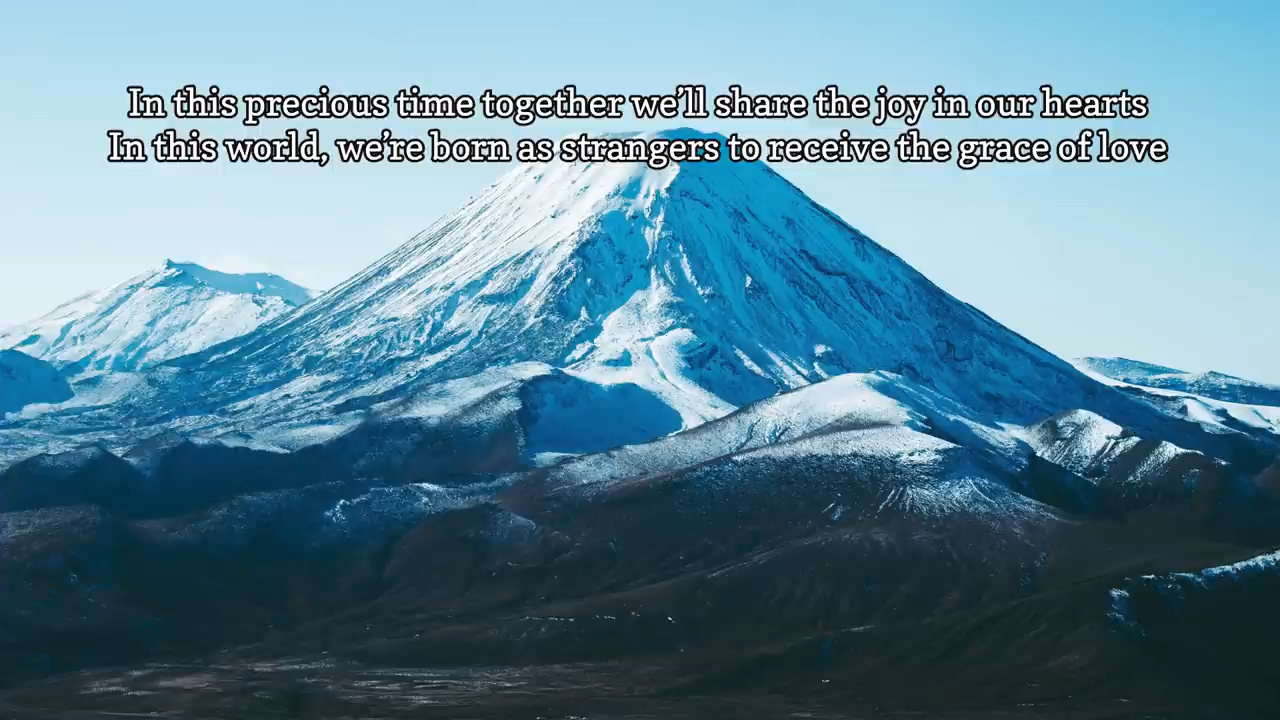 In this precious time together we’ll share the joy in our hearts
In this world, we’re born as strangers to receive the grace of love